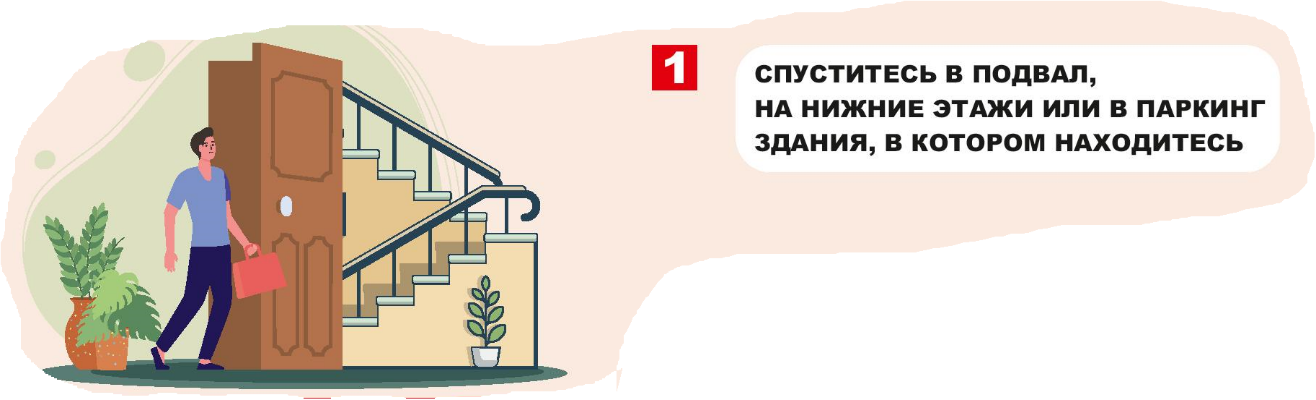 1
СПУСТИТЕСЬ В ПОДВАЛ,
НА НИЖНИЕ ЭТАЖИ ИЛИ В ПАРКИНГ
ЗДАНИЯ, В КОТОРОМ НАХОДИТЕСЬ